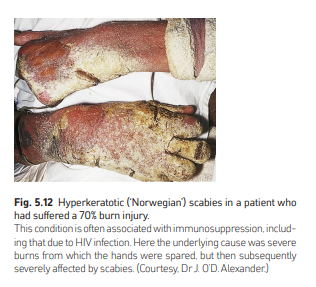 Fig. 5.12 Hyperkeratotic (‘Norwegian’) scabies in a patient who
had suffered a 70% burn injury.
This condition is often associated with immunosuppression, includ-
ing that due to HIV infection. Here the underlying cause was severe
burns from which the hands were spared, but then subsequently
severely affected by scabies. (Courtesy, Dr J. O’D. Alexander.)